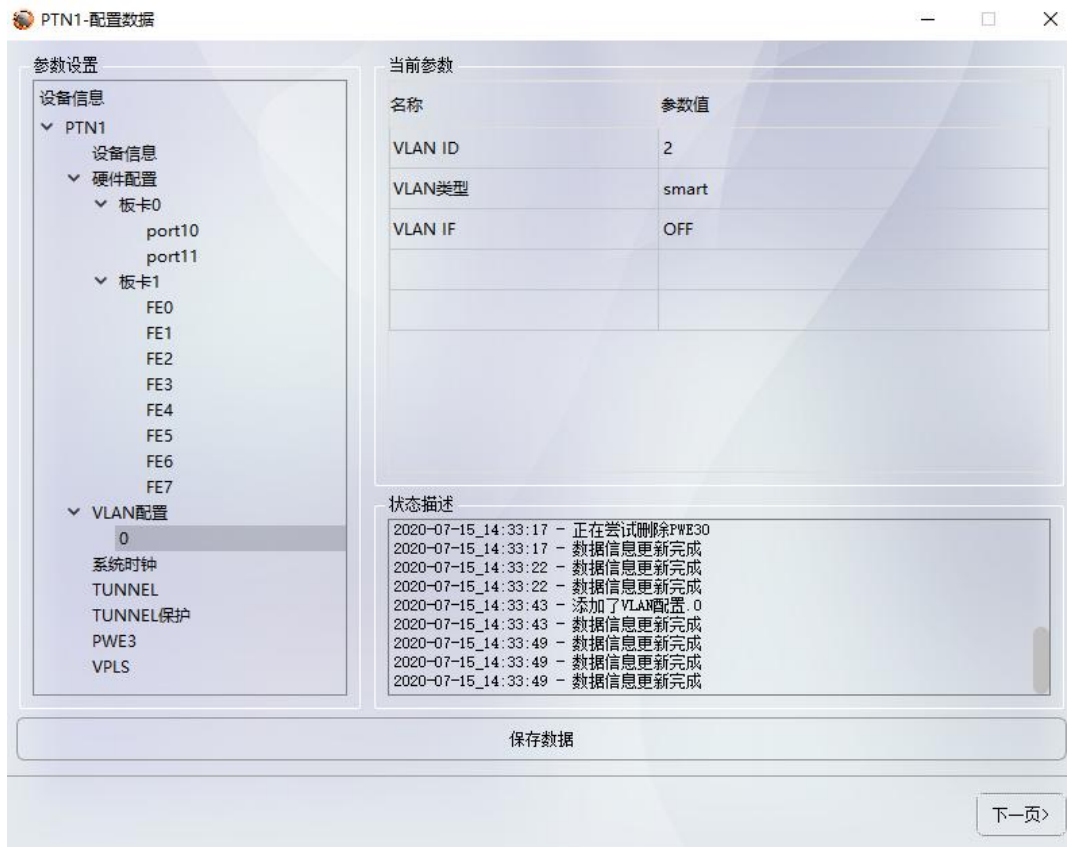 PTN1-配置数据
参数设置
设备信息
PTN1
设备信息
硬件配置
板卡0
port10
port11
板卡1
FE0
FE1
FE2
FE3
FE4
FE5
FE6
FE7
VLAN配置
0
系统时钟
TUNNEL
TUNNEL保护
PWE3
VPLS
当前参数
名称 参数值
VLAN ID 2
VLAN类型 smart
VLAN IF OFF
状态描述
2020-07-15_14:33:17 - 正在尝试删除PWE30
2020-07-15_14:33:17 - 数据信息更新完成
2020-07-15_14:33:22 - 数据信息更新完成
2020-07-15_14:33:22 - 数据信息更新完成
2020-07-15_14:33:43 - 添加了VLAN配置.0
2020-07-15_14:33:43 - 数据信息更新完成
2020-07-15_14:33:49 - 数据信息更新完成
2020-07-15_14:33:49 - 数据信息更新完成
2020-07-15_14:33:49 - 数据信息更新完成
保存数据
下一页>